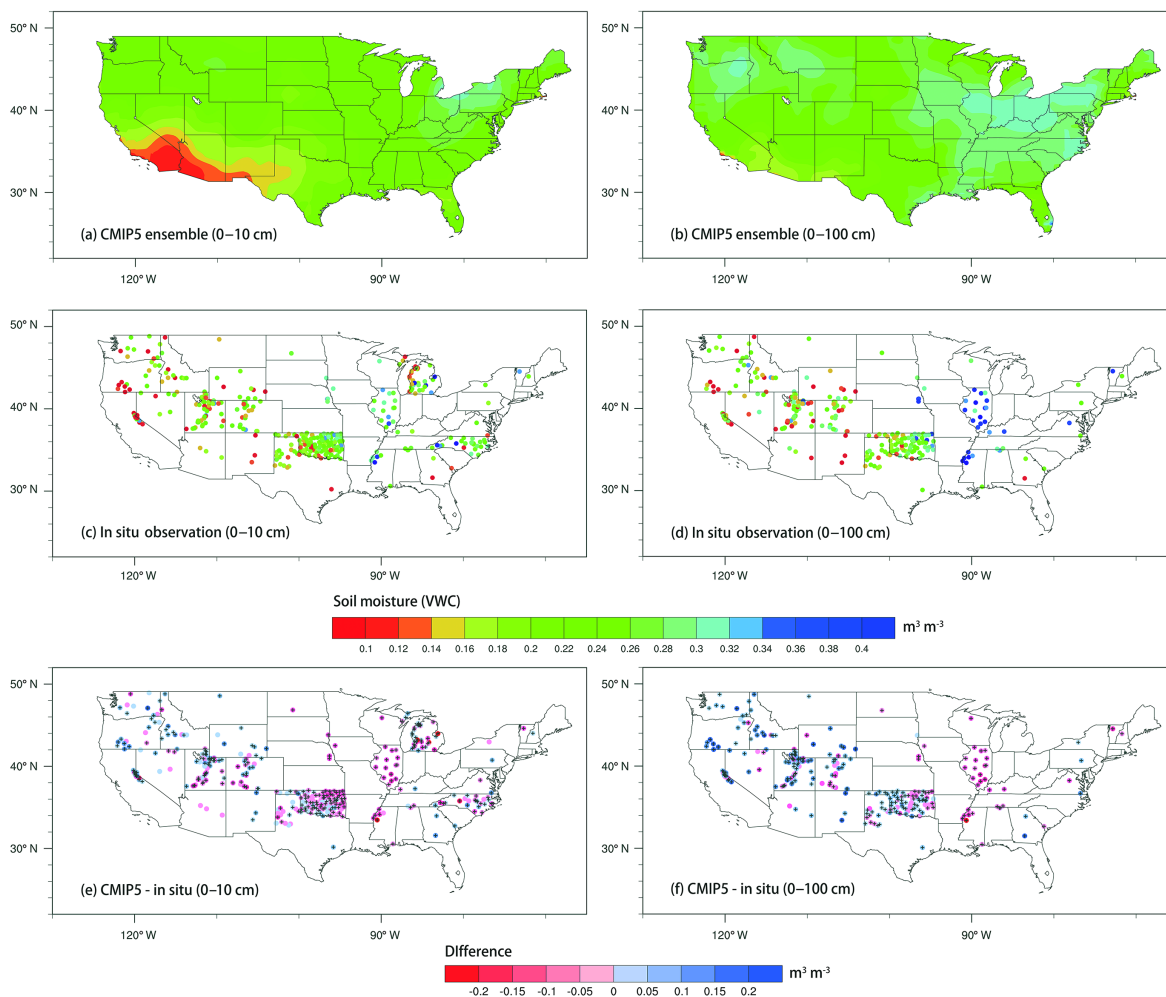 50° N 50° N
40° N 40° N
30° N 30° N
(a) CMIP5 ensemble (0–10 cm) (b) CMIP5 ensemble (0–100 cm)
120° W 90° W 120° W 90° W
50° N 50° N
40° N 40° N
30° N 30° N
(c) In situ observation (0–10 cm) (d) In situ observation (0–100 cm)
120° W 90° W 120° W 90° W
Soil moisture (VWC)
m³ m⁻³
0.1 0.12 0.14 0.16 0.18 0.2 0.22 0.24 0.26 0.28 0.30 0.32 0.34 0.36 0.38 0.4
50° N 50° N
40° N 40° N
30° N 30° N
(e) CMIP5 - in situ (0–10 cm) (f) CMIP5 - in situ (0–100 cm)
120° W 90° W 120° W 90° W
DIfference
m³ m⁻³
-0.2 -0.15 -0.1 -0.05 0 0.05 0.1 0.15 0.2